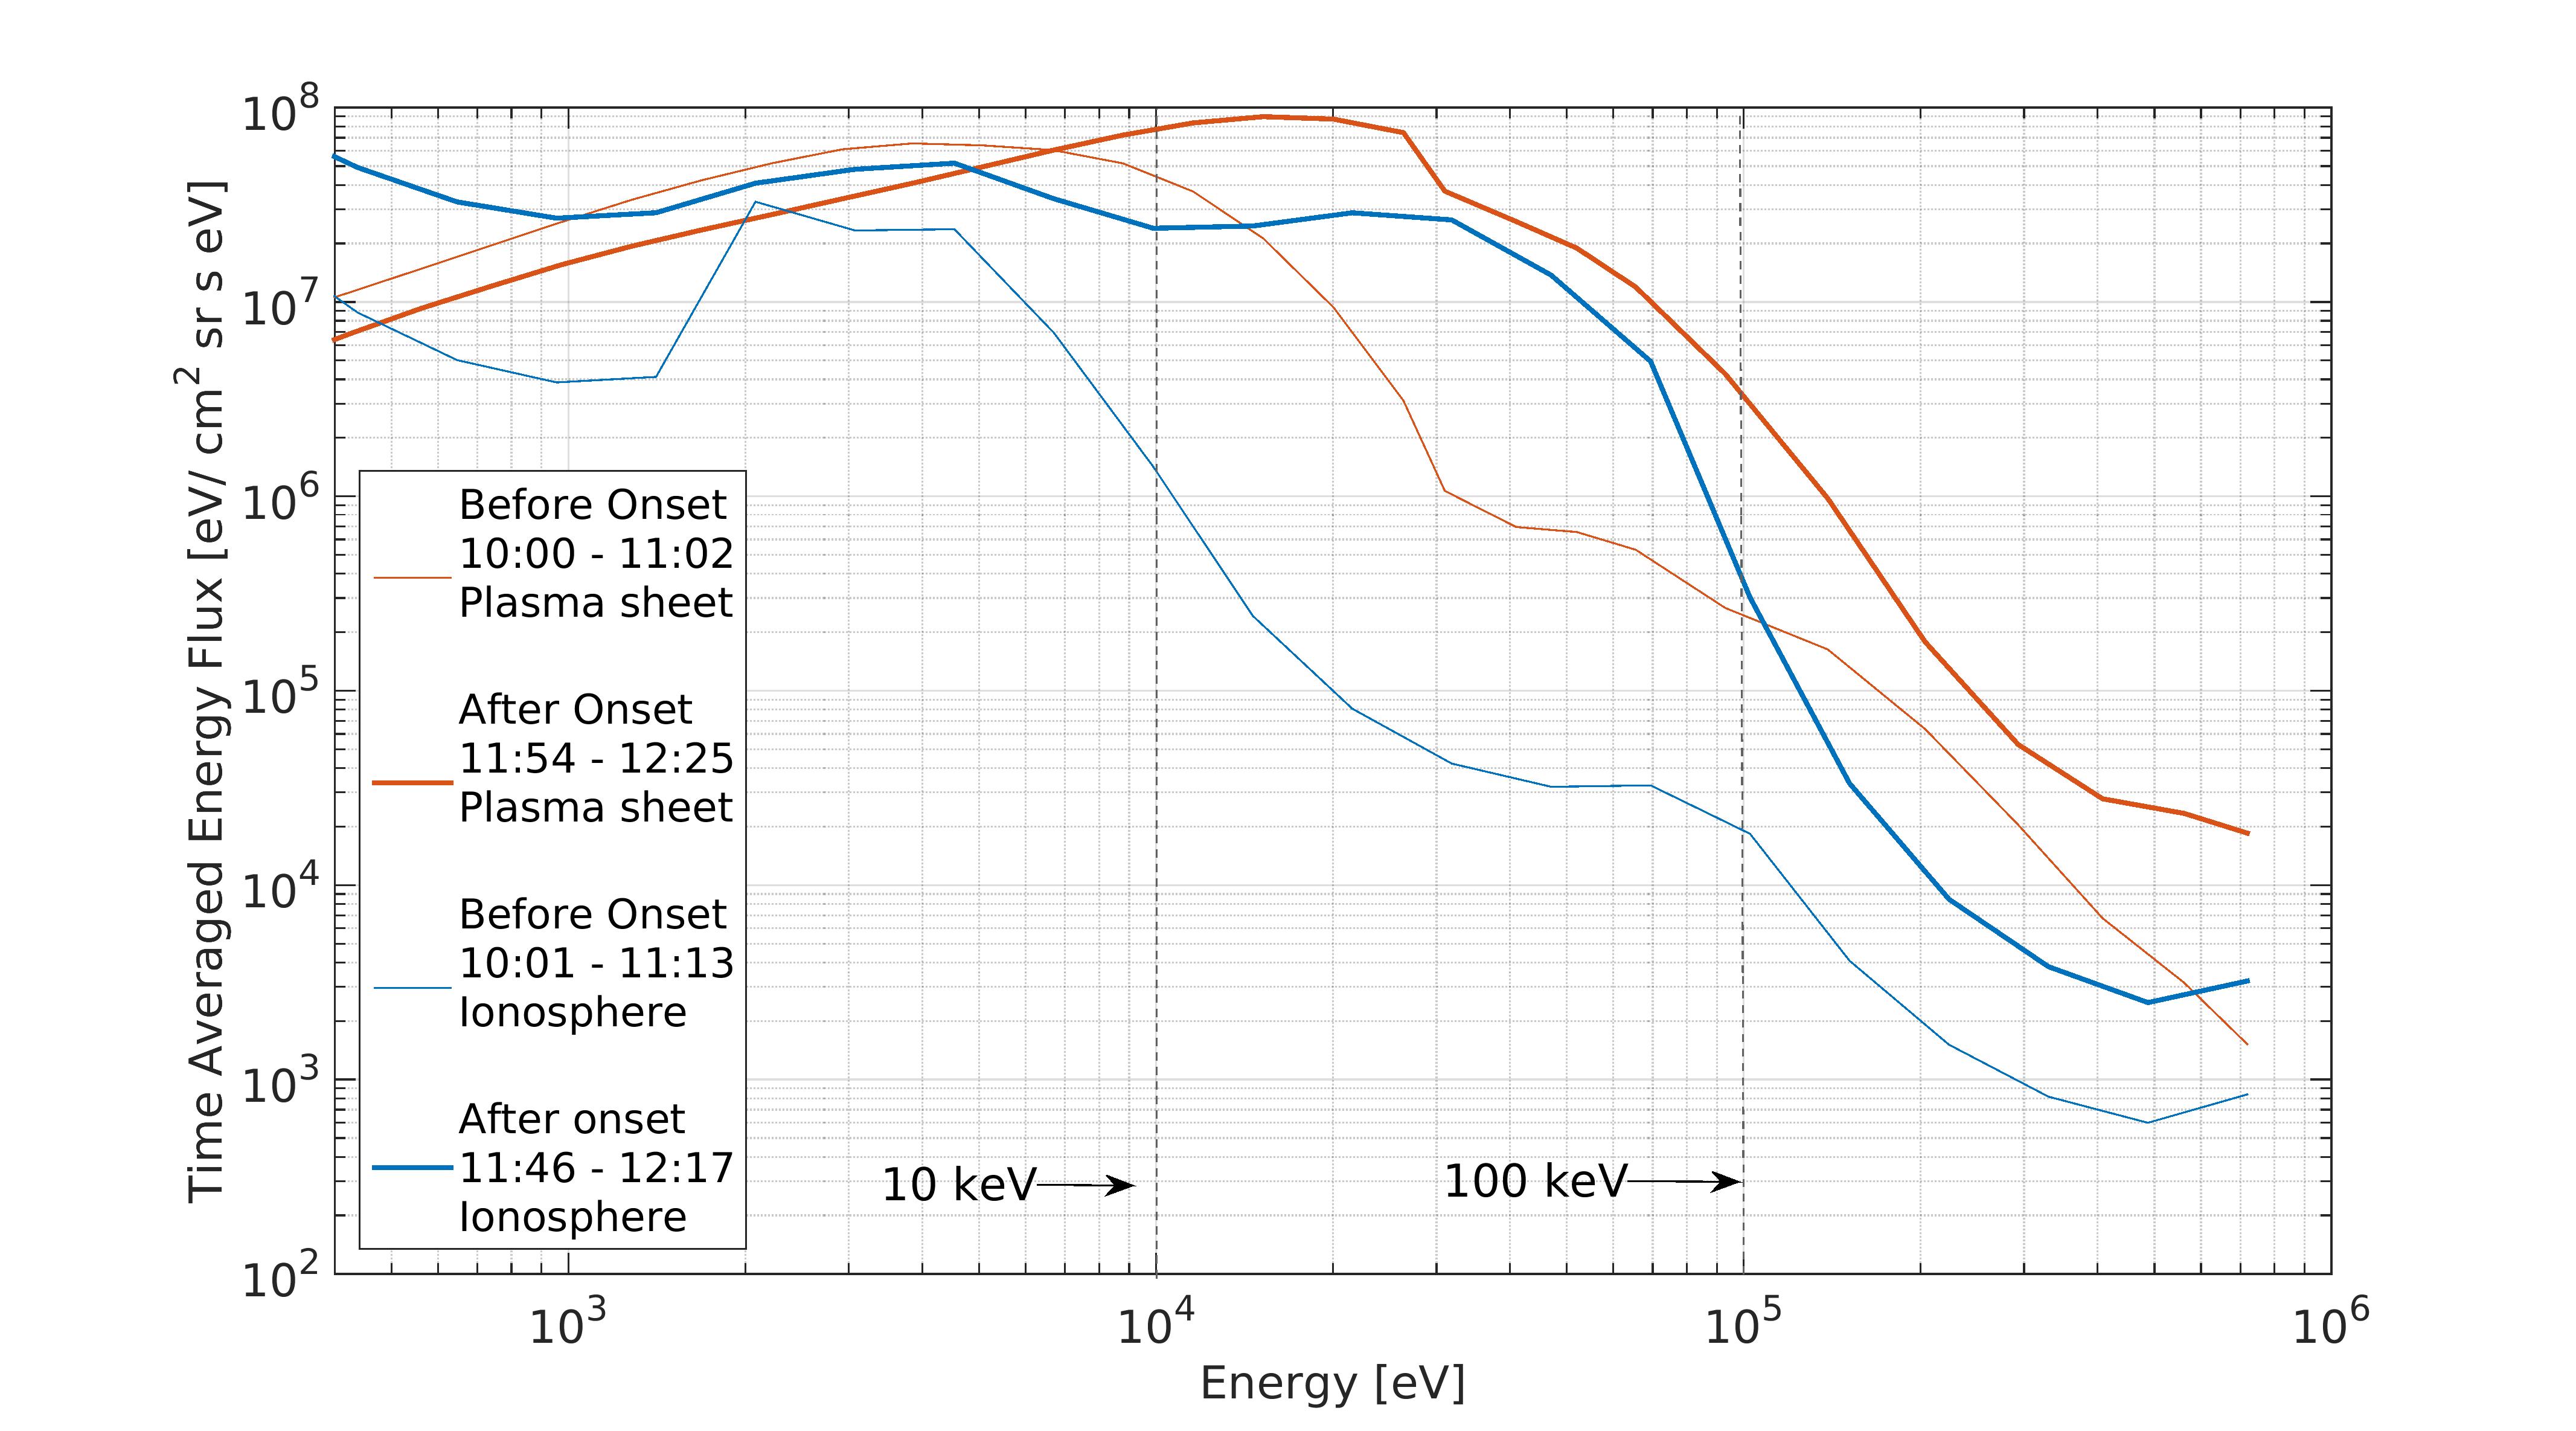 Time Averaged Energy Flux [eV/ cm² sr s eV]
10⁸
10⁷
10⁶
10⁵
10⁴
10³
10²
Before Onset
10:00 - 11:02
Plasma sheet
After Onset
11:54 - 12:25
Plasma sheet
Before Onset
10:01 - 11:13
Ionosphere
After onset
11:46 - 12:17
Ionosphere
10 keV
100 keV
10³ 10⁴ 10⁵ 10⁶
Energy [eV]